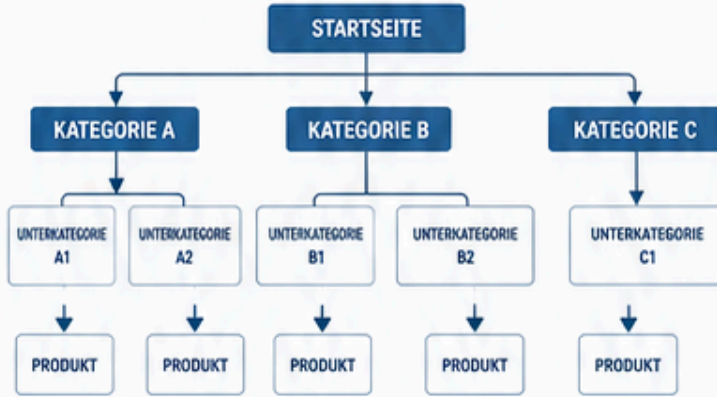 STARTSEITE
KATEGORIE A
KATEGORIE B
KATEGORIE C
UNTERKATEGORIE
A1
UNTERKATEGORIE
A2
UNTERKATEGORIE
B1
UNTERKATEGORIE
B2
UNTERKATEGORIE
C1
PRODUKT
PRODUKT
PRODUKT
PRODUKT
PRODUKT